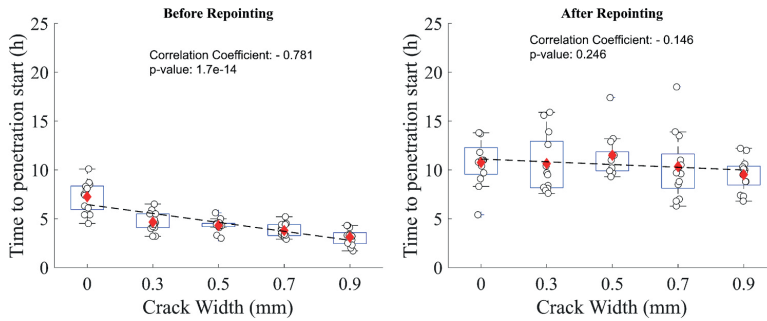 Before Repointing
Correlation Coefficient: - 0.781
p-value: 1.7e-14
Time to penetration start (h)
25
20
15
10
5
0
0 0.3 0.5 0.7 0.9
Crack Width (mm)
After Repointing
Correlation Coefficient: - 0.146
p-value: 0.246
Time to penetration start (h)
25
20
15
10
5
0
0 0.3 0.5 0.7 0.9
Crack Width (mm)